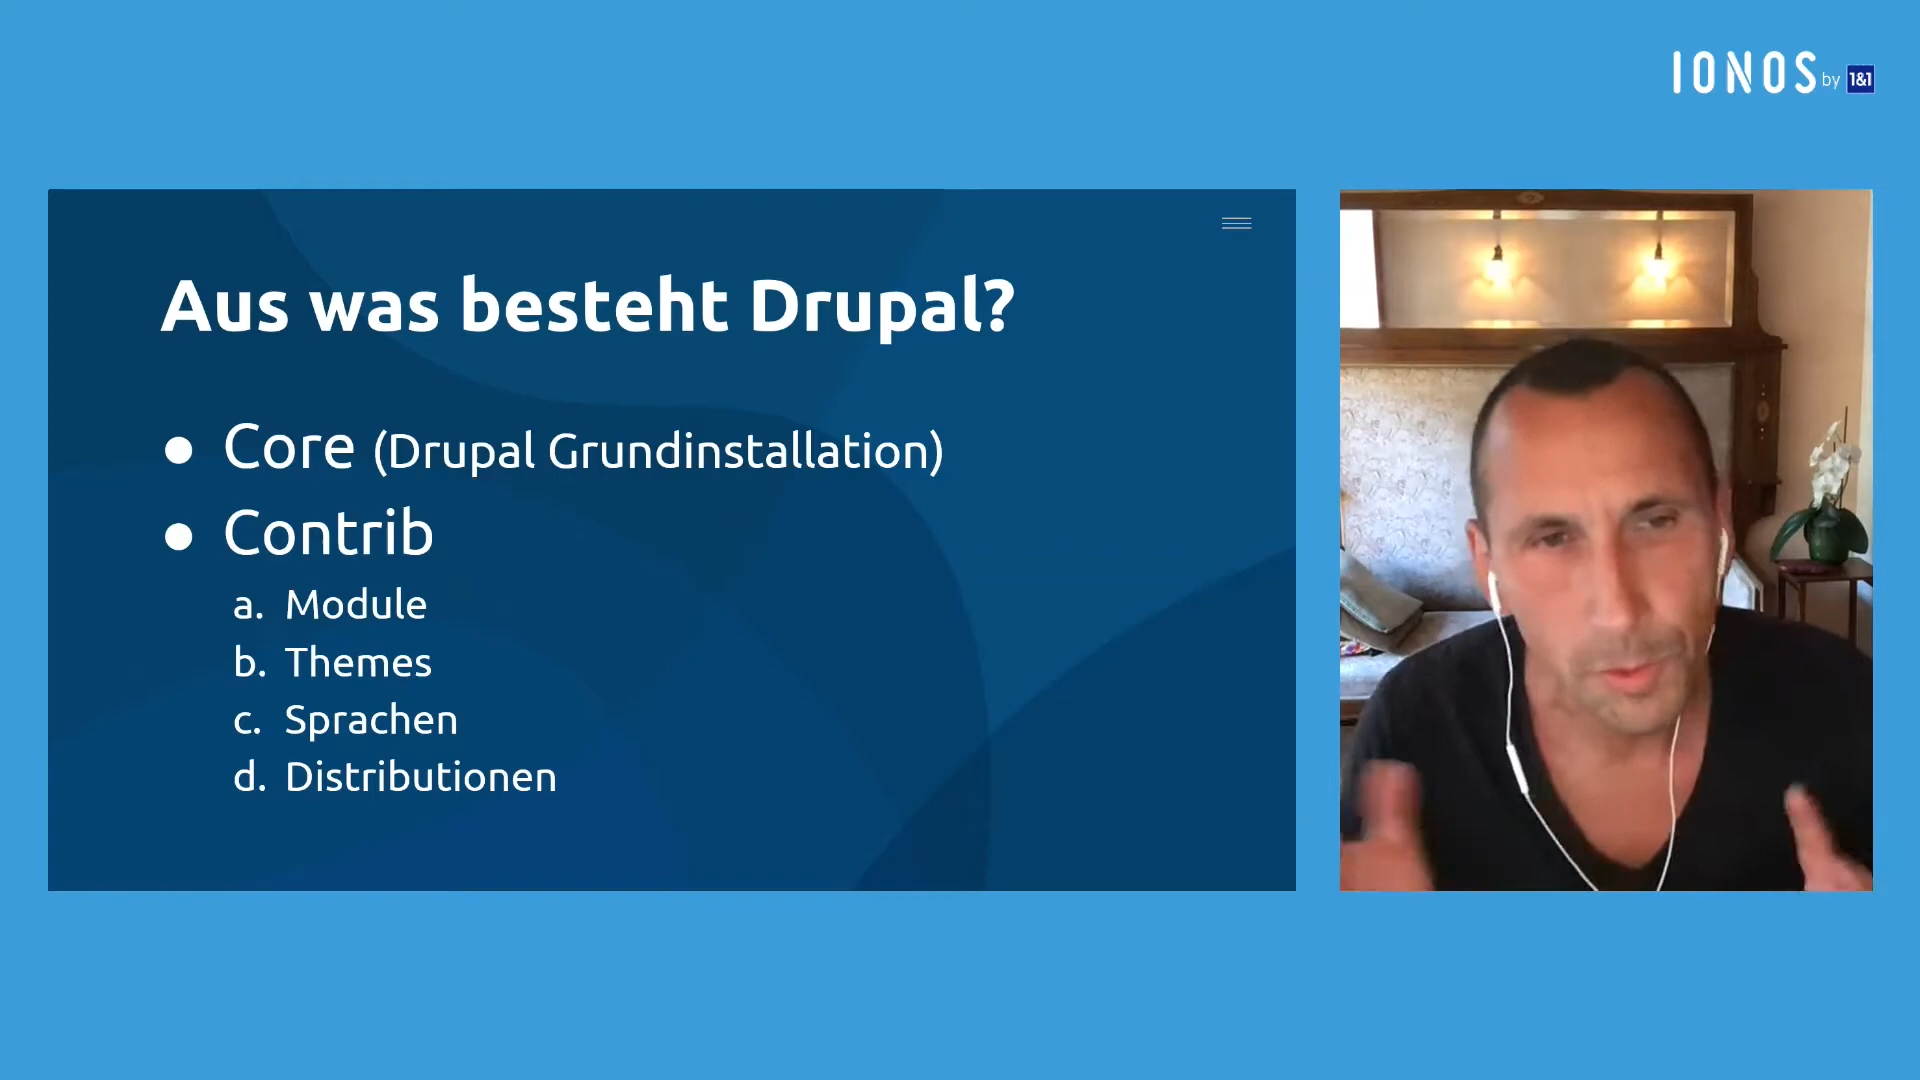 IONOS by 1&1
Aus was besteht Drupal?
● Core (Drupal Grundinstallation)
● Contrib
a. Module
b. Themes
c. Sprachen
d. Distributionen